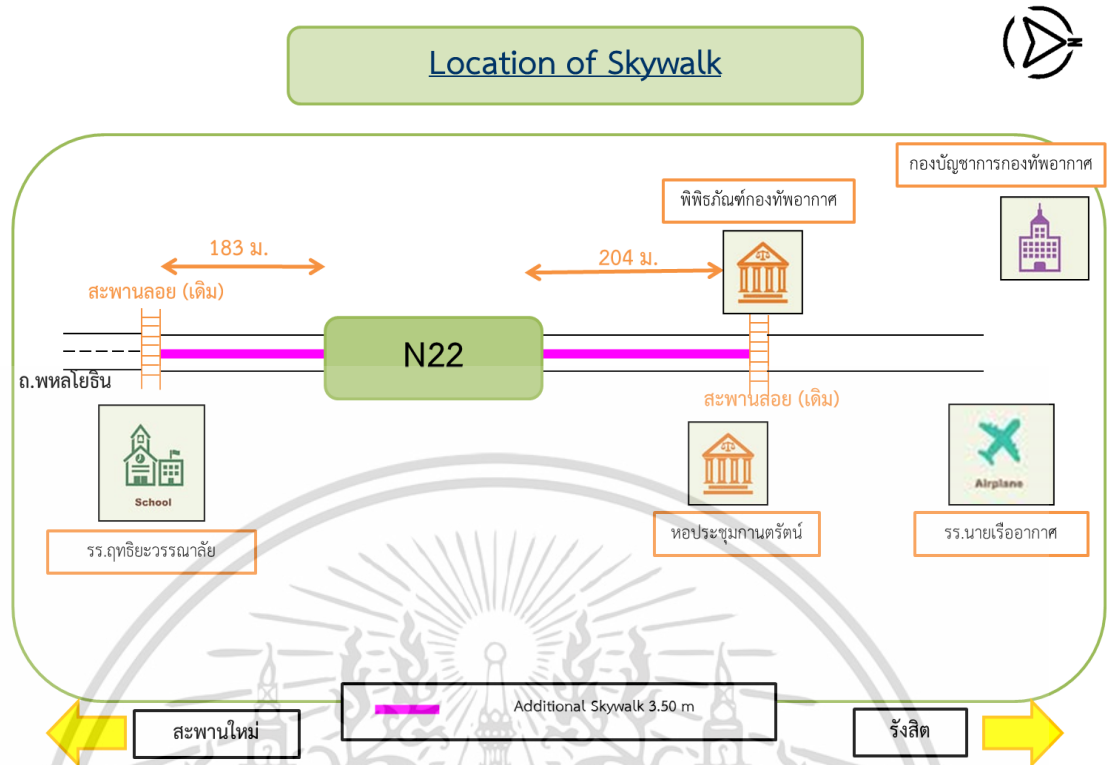 Location of Skywalk
N
กองบัญชาการกองทัพอากาศ
พิพิธภัณฑ์กองทัพอากาศ
183 ม.
204 ม.
สะพานลอย (เดิม)
N22
ถ.พหลโยธิน
สะพานลอย (เดิม)
School
Airplane
รร.ฤทธิยะวรรณาลัย
หอประชุมกานตรัตน์
รร.นายเรืออากาศ
Additional Skywalk 3.50 m
สะพานใหม่
รังสิต